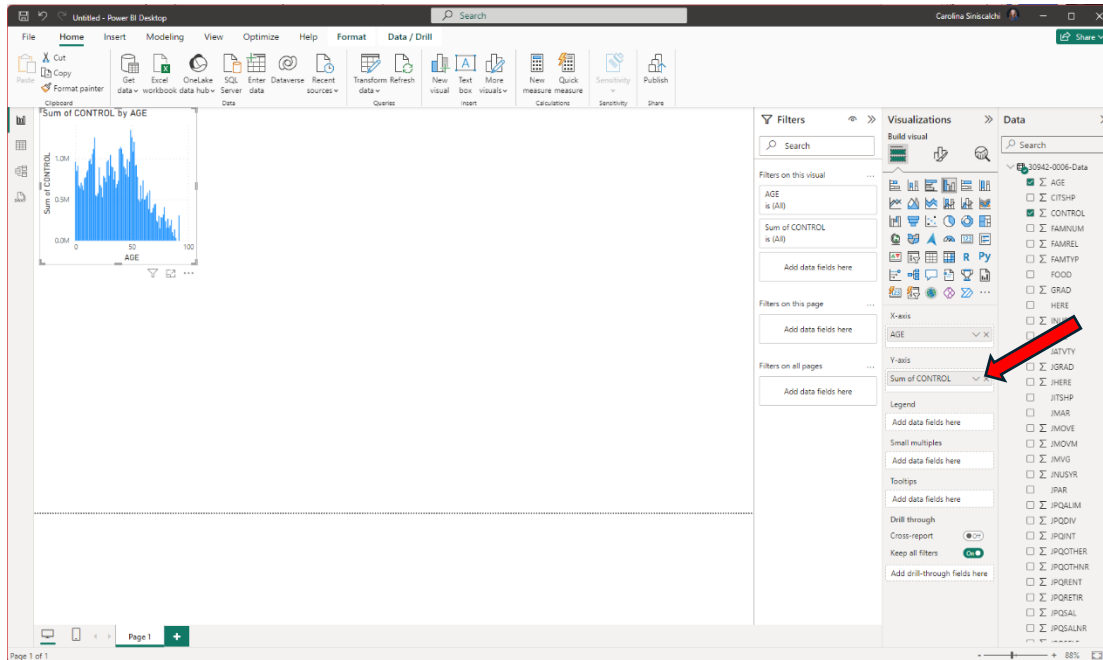 Untitled - Power BI Desktop
Search
Carolina Siniscalchi
File Home Insert Modeling View Optimize Help Format Data / Drill
Share
Paste
Cut
Copy
Format painter
Clipboard
Get data
Excel workbook
OneLake data hub
SQL Server
Enter data
Dataverse
Recent sources
Data
Transform data
Refresh
Queries
New visual
Text box
More visuals
Insert
New measure
Quick measure
Calculations
Sensitivity
Sensitivity
Publish
Share
Sum of CONTROL by AGE
Sum of CONTROL
1.0M
0.5M
0.0M
0 50 100
AGE
Filters
Search
Filters on this visual
AGE
is (All)
Sum of CONTROL
is (All)
Add data fields here
Filters on this page
Add data fields here
Filters on all pages
Add data fields here
Visualizations
Build visual
R Py
123
X-axis
AGE
Y-axis
Sum of CONTROL
Legend
Add data fields here
Small multiples
Add data fields here
Tooltips
Add data fields here
Drill through
Cross-report
Off
Keep all filters
On
Add drill-through fields here
Data
Search
30942-0006-Data
Σ AGE
Σ CITSHP
Σ CONTROL
Σ FAMNUM
Σ FAMREL
Σ FAMTYP
FOOD
Σ GRAD
HERE
JATVTY
Σ JGRAD
Σ JHERE
JITSHP
JMAR
Σ JMOVE
Σ JMOVM
Σ JMVG
Σ JNUSYR
JPAR
Σ JPQALIM
Σ JPQDIV
Σ JPQINT
Σ JPQOTHER
Σ JPQOTHNR
Σ JPQRENT
Σ JPQRETIR
Σ JPQSAL
Σ JPQSALNR
Page 1
Page 1 of 1
88%